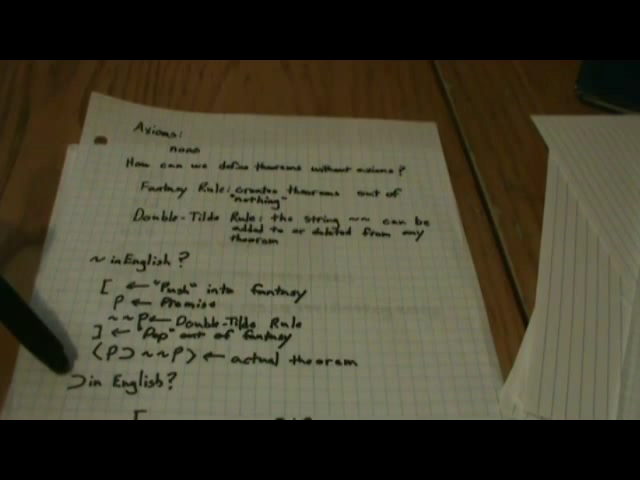 Axioms:
none
How can we define theorems without axioms?
Fantasy Rule: creates theorems out of
"nothing"
Double-Tilde Rule: the string ~~ can be
added to or deleted from any
theorem
~ in English?
[ ← "Push" into fantasy
P ← Premise
~~P ← Double-Tilde Rule
] ← "Pop" out of fantasy
⟨P⊃~~P⟩ ← actual theorem
⊃ in English?
[